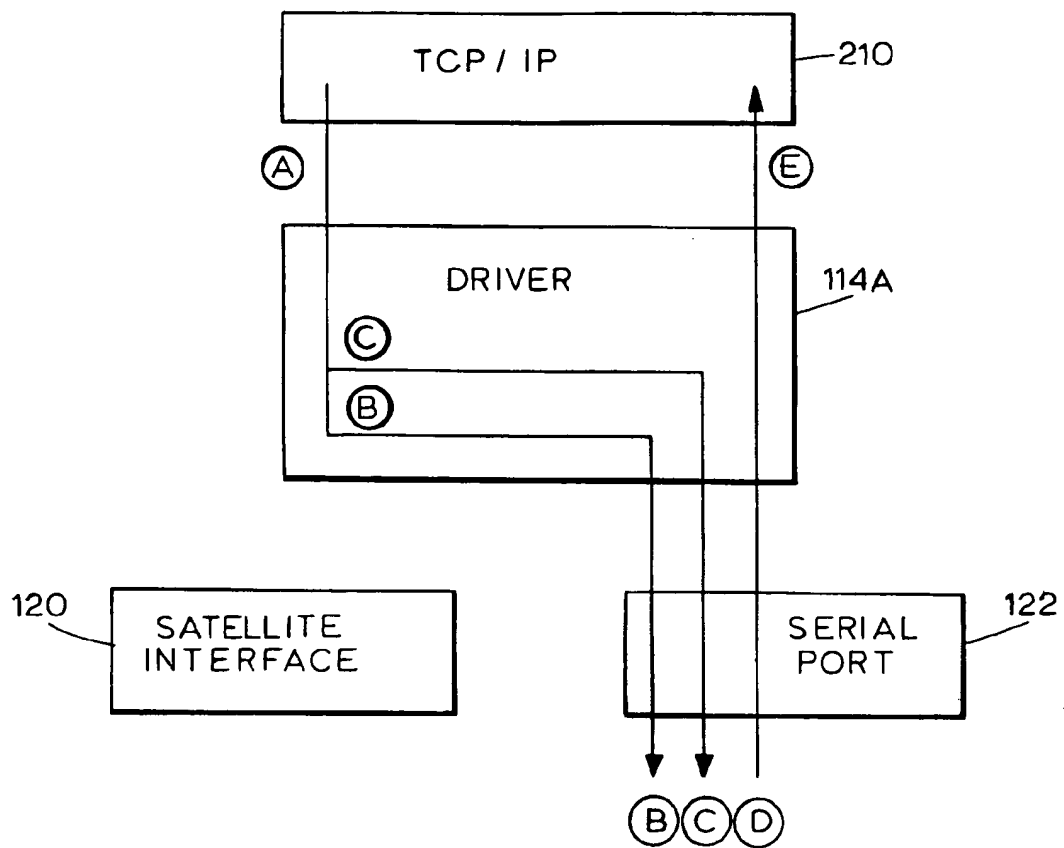 TCP / IP
210
A
E
DRIVER
114A
C
B
120
SATELLITE
INTERFACE
SERIAL
PORT
122
B C D